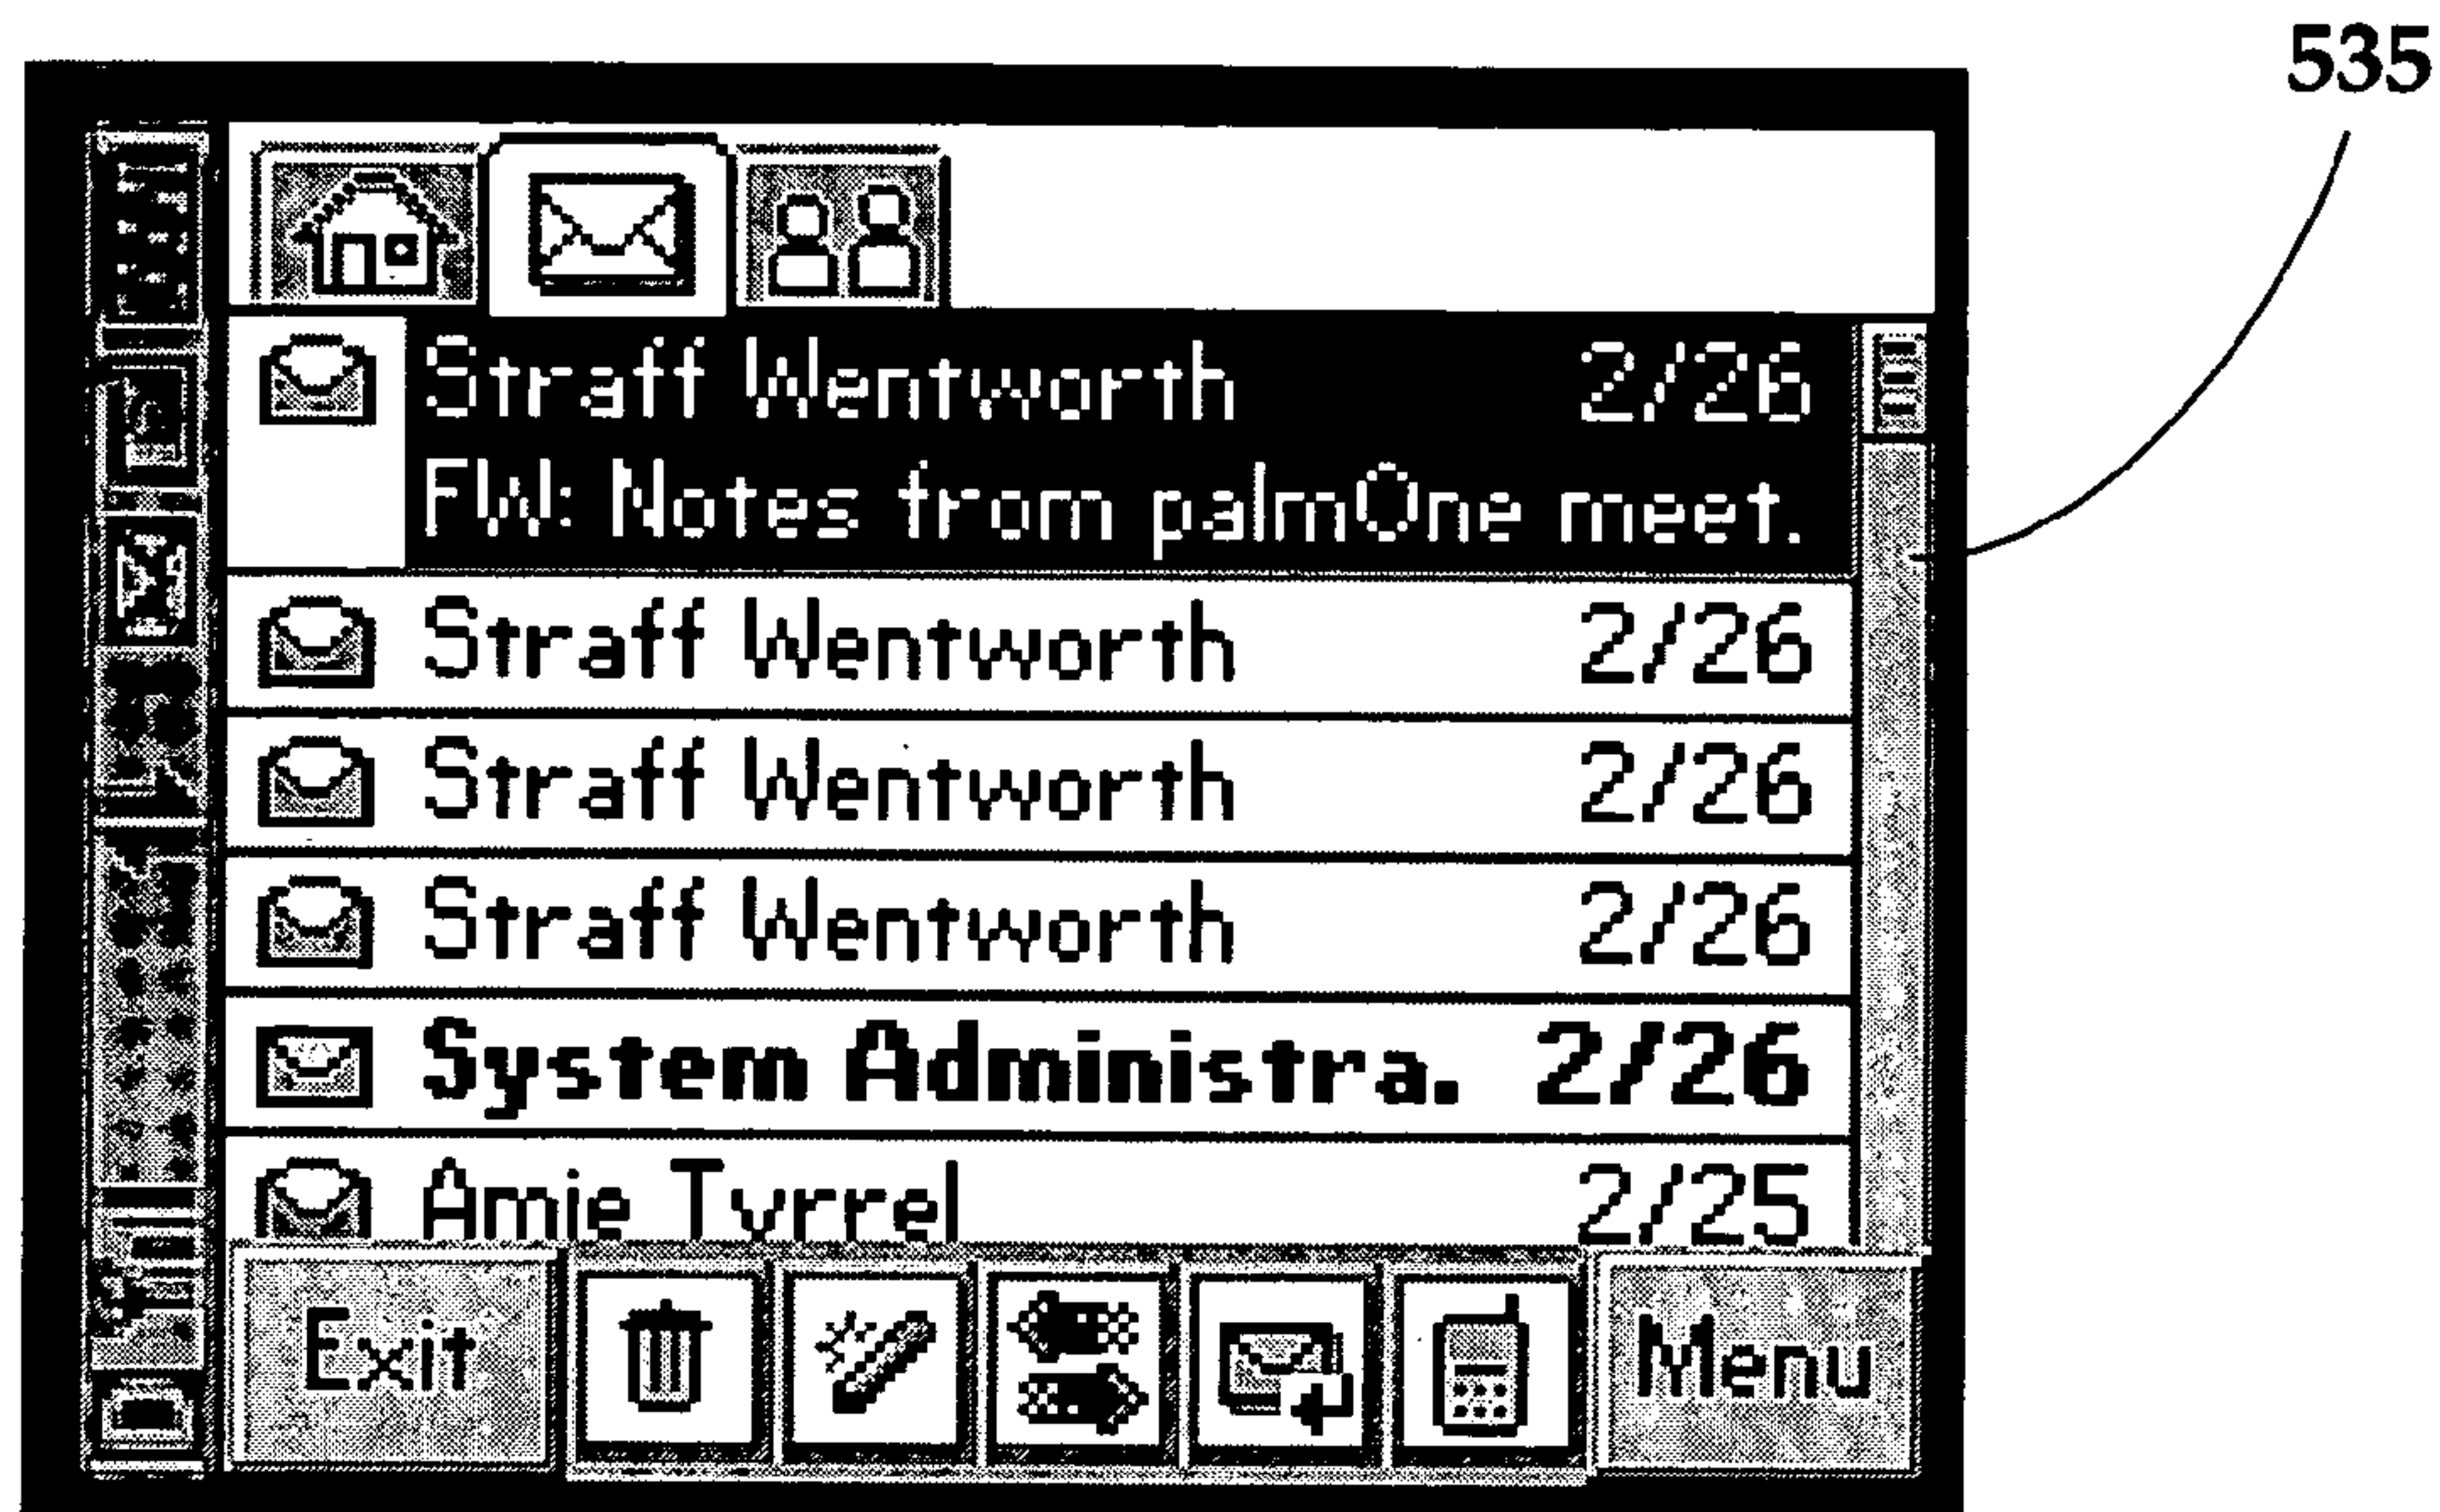 535
Straff Wentworth 2/26
FW: Notes from palmOne meet.
Straff Wentworth 2/26
Straff Wentworth 2/26
Straff Wentworth 2/26
System Administra. 2/26
Amie Tyrrel 2/25
Exit Menu